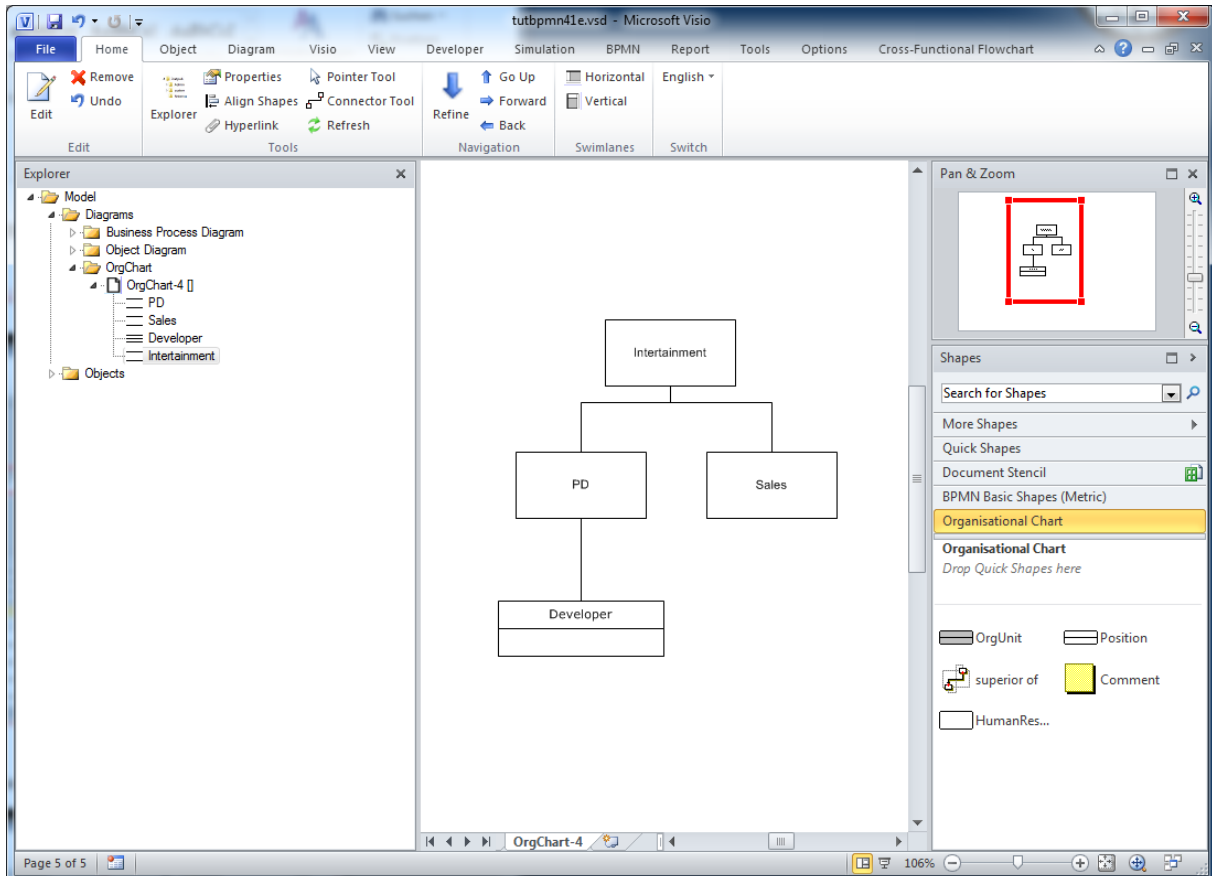 tutbpmn41e.vsd - Microsoft Visio
File Home Object Diagram Visio View Developer Simulation BPMN Report Tools Options Cross-Functional Flowchart
Edit
Remove
Undo
Edit
Explorer
Properties
Align Shapes
Hyperlink
Pointer Tool
Connector Tool
Refresh
Tools
Refine
Go Up
Forward
Back
Navigation
Horizontal
Vertical
Swimlanes
English
Switch
Explorer
Model
Diagrams
Business Process Diagram
Object Diagram
OrgChart
OrgChart-4 []
PD
Sales
Developer
Intertainment
Objects
Intertainment
PD
Sales
Developer
OrgChart-4
Pan & Zoom
Shapes
Search for Shapes
More Shapes
Quick Shapes
Document Stencil
BPMN Basic Shapes (Metric)
Organisational Chart
Organisational Chart
Drop Quick Shapes here
OrgUnit
Position
superior of
Comment
HumanRes...
Page 5 of 5
106%